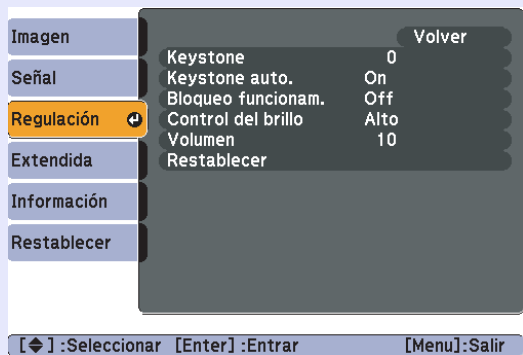 Imagen
Señal
Regulación
Extendida
Información
Restablecer
Volver
Keystone 0
Keystone auto. On
Bloqueo funcionam. Off
Control del brillo Alto
Volumen 10
Restablecer
[◆] :Seleccionar [Enter] :Entrar [Menu]:Salir